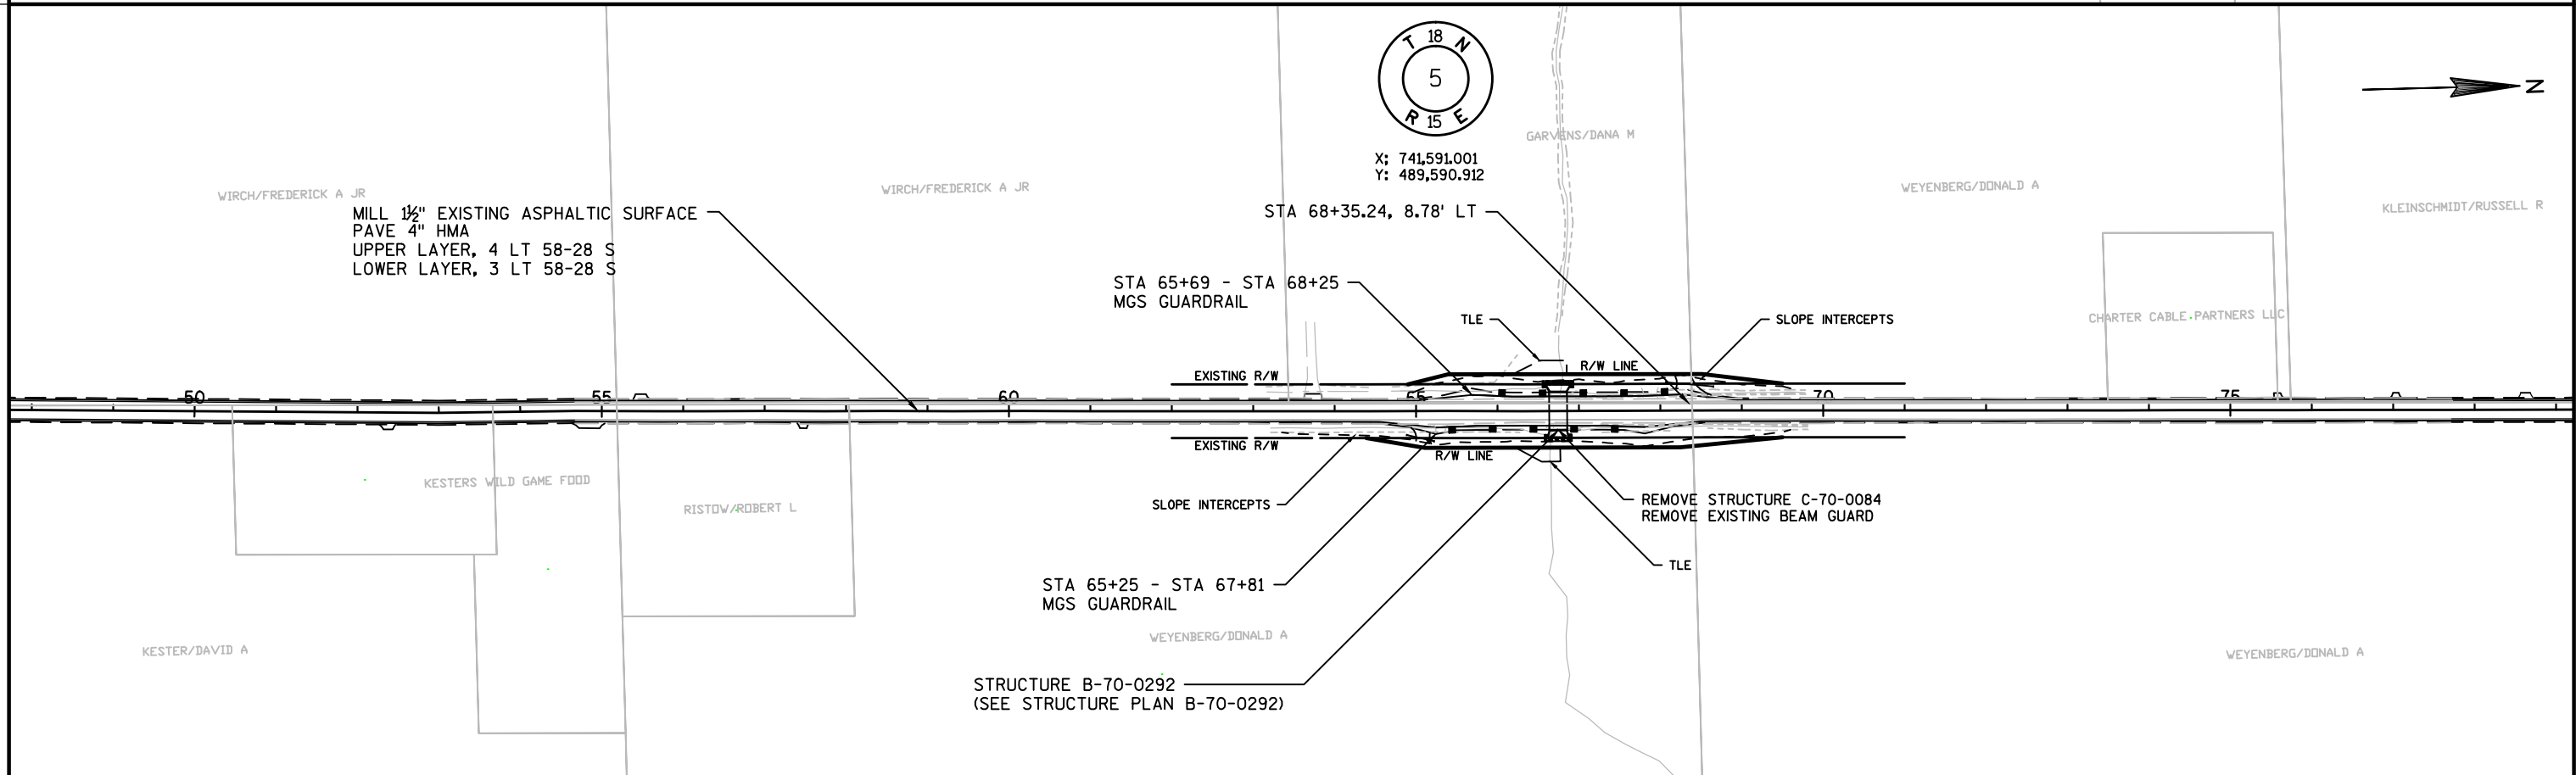 T 18 N
5
R 15 E
X: 741,591.001
Y: 489,590.912
N
GARVENS/DANA M
WIRCH/FREDERICK A JR
WIRCH/FREDERICK A JR
WEYENBERG/DONALD A
KLEINSCHMIDT/RUSSELL R
MILL 1½" EXISTING ASPHALTIC SURFACE
PAVE 4" HMA
UPPER LAYER, 4 LT 58-28 S
LOWER LAYER, 3 LT 58-28 S
STA 68+35.24, 8.78' LT
STA 65+69 - STA 68+25
MGS GUARDRAIL
TLE
SLOPE INTERCEPTS
CHARTER CABLE PARTNERS LLC
R/W LINE
EXISTING R/W
50
55
60
65
70
75
EXISTING R/W
R/W LINE
KESTERS WILD GAME FOOD
RISTOW/ROBERT L
SLOPE INTERCEPTS
REMOVE STRUCTURE C-70-0084
REMOVE EXISTING BEAM GUARD
TLE
STA 65+25 - STA 67+81
MGS GUARDRAIL
WEYENBERG/DONALD A
KESTER/DAVID A
WEYENBERG/DONALD A
STRUCTURE B-70-0292
(SEE STRUCTURE PLAN B-70-0292)